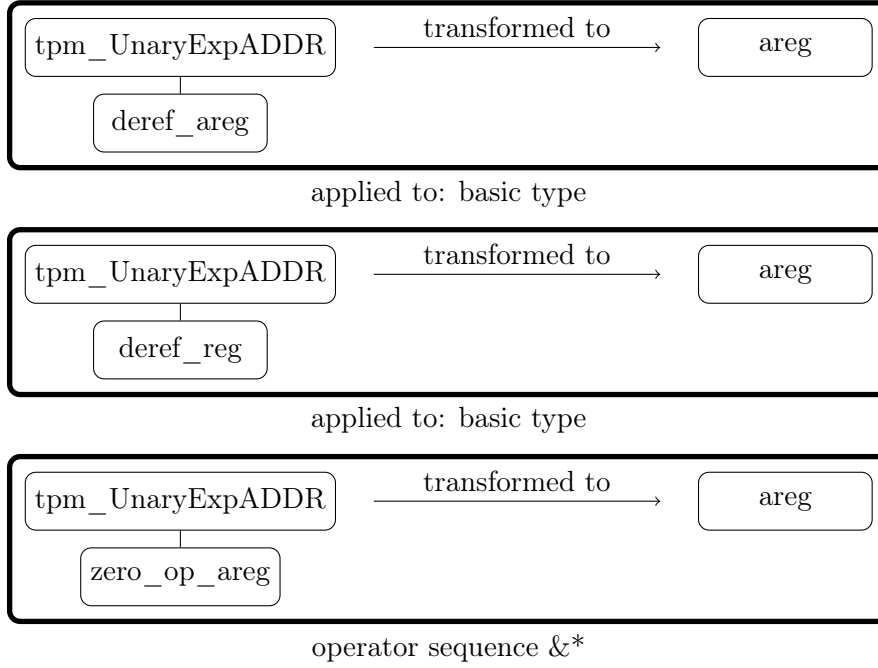 tpm_UnaryExpADDR transformed to areg
deref_areg
applied to: basic type
tpm_UnaryExpADDR transformed to areg
deref_reg
applied to: basic type
tpm_UnaryExpADDR transformed to areg
zero_op_areg
operator sequence &*